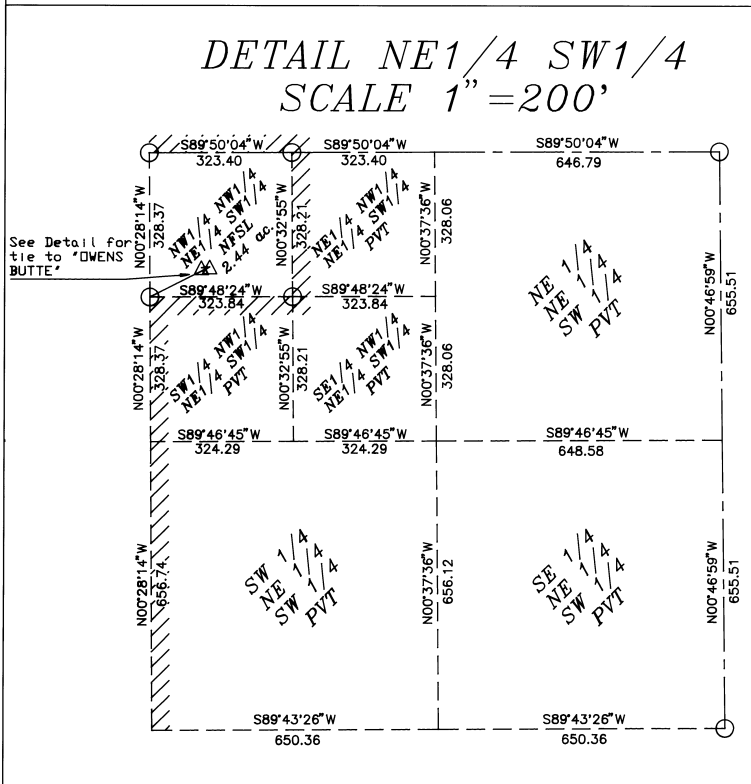 DETAIL NE1/4 SW1/4
SCALE 1"=200'
S89°50'04"W
323.40
S89°50'04"W
323.40
S89°50'04"W
646.79
N00°28'14"W
328.37
NW1/4 NW1/4
NE1/4 SW1/4
NFSL
2.44 ac.
N00°32'55"W
328.21
NE1/4 NW1/4
NE1/4 SW1/4
PVT
N00°37'36"W
328.06
See Detail for
tie to "OWENS
BUTTE"
NE 1/4
NE 1/4
SW 1/4
PVT
N00°46'59"W
655.51
S89°48'24"W
323.84
S89°48'24"W
323.84
N00°28'14"W
328.37
SW1/4 NW1/4
NE1/4 SW1/4
PVT
N00°32'55"W
328.21
SE1/4 NW1/4
NE1/4 SW1/4
PVT
N00°37'36"W
328.06
S89°46'45"W
324.29
S89°46'45"W
324.29
S89°46'45"W
648.58
N00°28'14"W
656.74
SW 1/4
NE 1/4
SW 1/4
PVT
N00°37'36"W
656.12
SE 1/4
NE 1/4
SW 1/4
PVT
N00°46'59"W
655.51
S89°43'26"W
650.36
S89°43'26"W
650.36